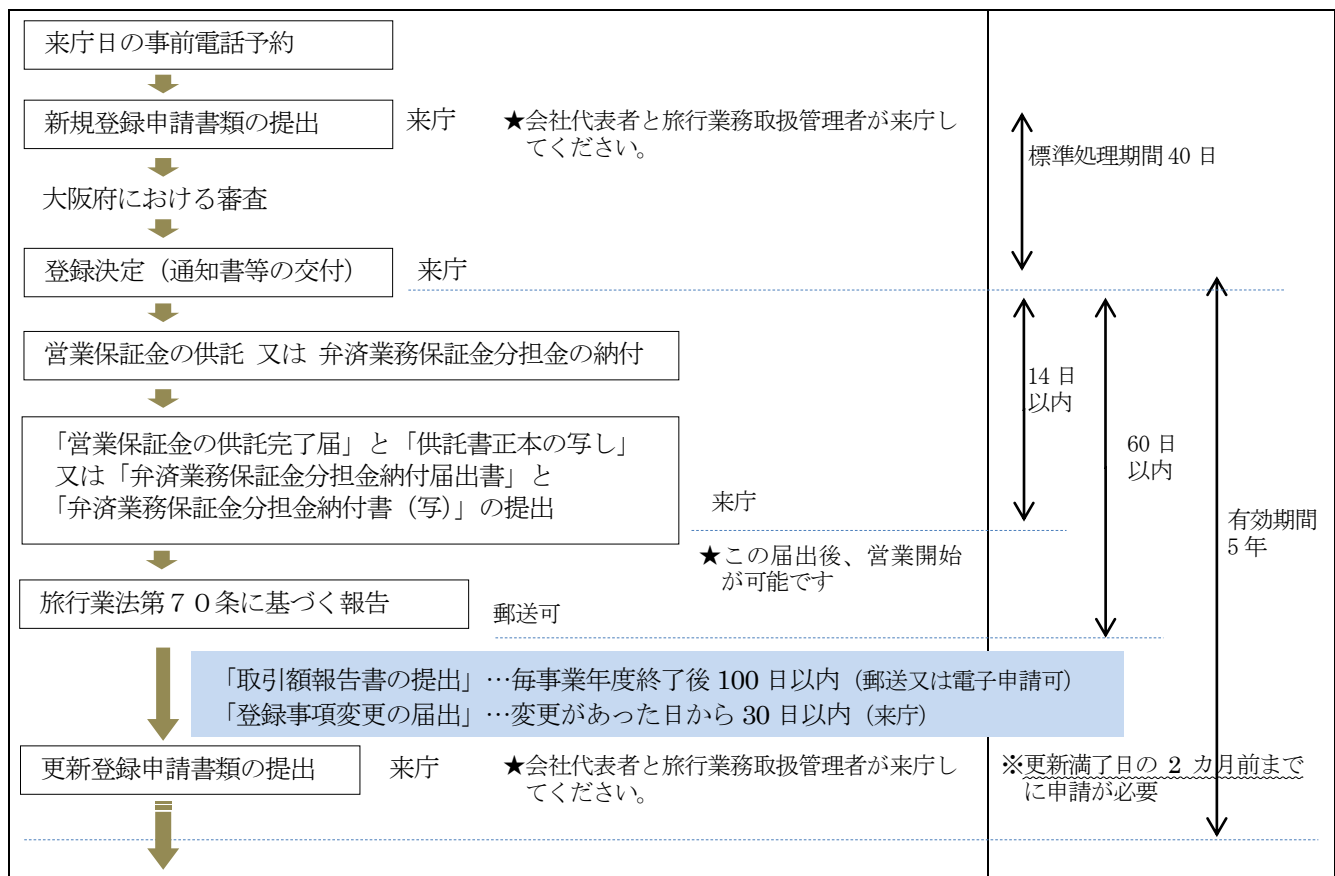 来庁日の事前電話予約
新規登録申請書類の提出
来庁
★会社代表者と旅行業務取扱管理者が来庁し
てください。
標準処理期間 40 日
大阪府における審査
登録決定（通知書等の交付）
来庁
営業保証金の供託 又は 弁済業務保証金分担金の納付
14 日
以内
「営業保証金の供託完了届」と「供託書正本の写し」
又は「弁済業務保証金分担金納付届出書」と
「弁済業務保証金分担金納付書（写）」の提出
60 日
以内
来庁
★この届出後、営業開始
が可能です
有効期間
5 年
旅行業法第７０条に基づく報告
郵送可
「取引額報告書の提出」…毎事業年度終了後 100 日以内（郵送又は電子申請可）
「登録事項変更の届出」…変更があった日から 30 日以内（来庁）
更新登録申請書類の提出
来庁
★会社代表者と旅行業務取扱管理者が来庁し
てください。
※更新満了日の 2 カ月前まで
に申請が必要